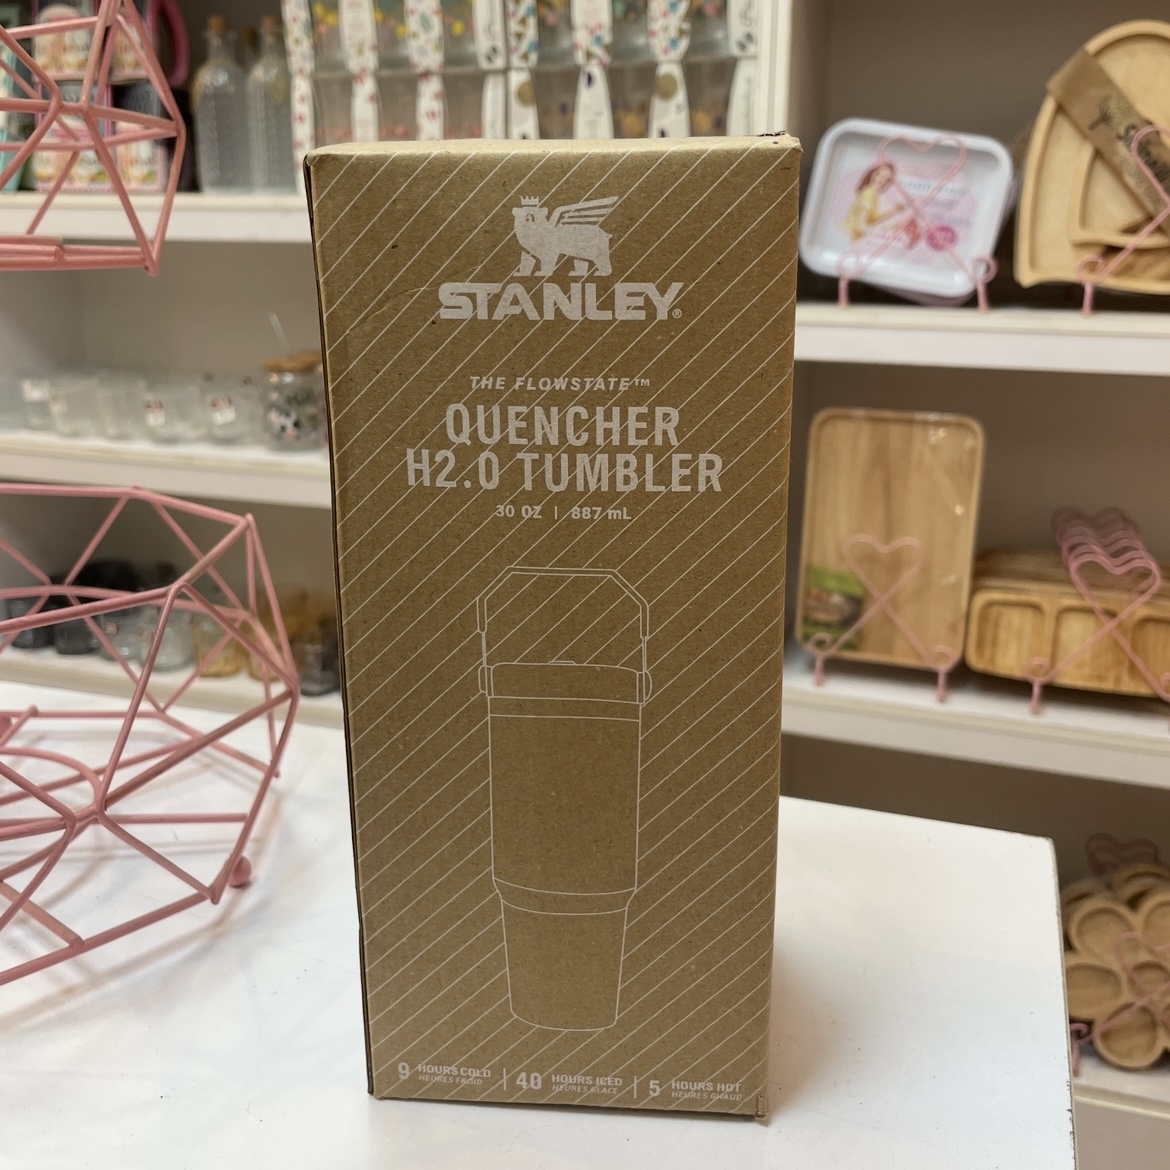 STANLEY®
THE FLOWSTATE™
QUENCHER
H2.0 TUMBLER
30 OZ | 887 mL
9 HOURS COLD | 40 HOURS ICED | 5 HOURS HOT
HEURES FROID HEURES GLACE HEURES CHAUD